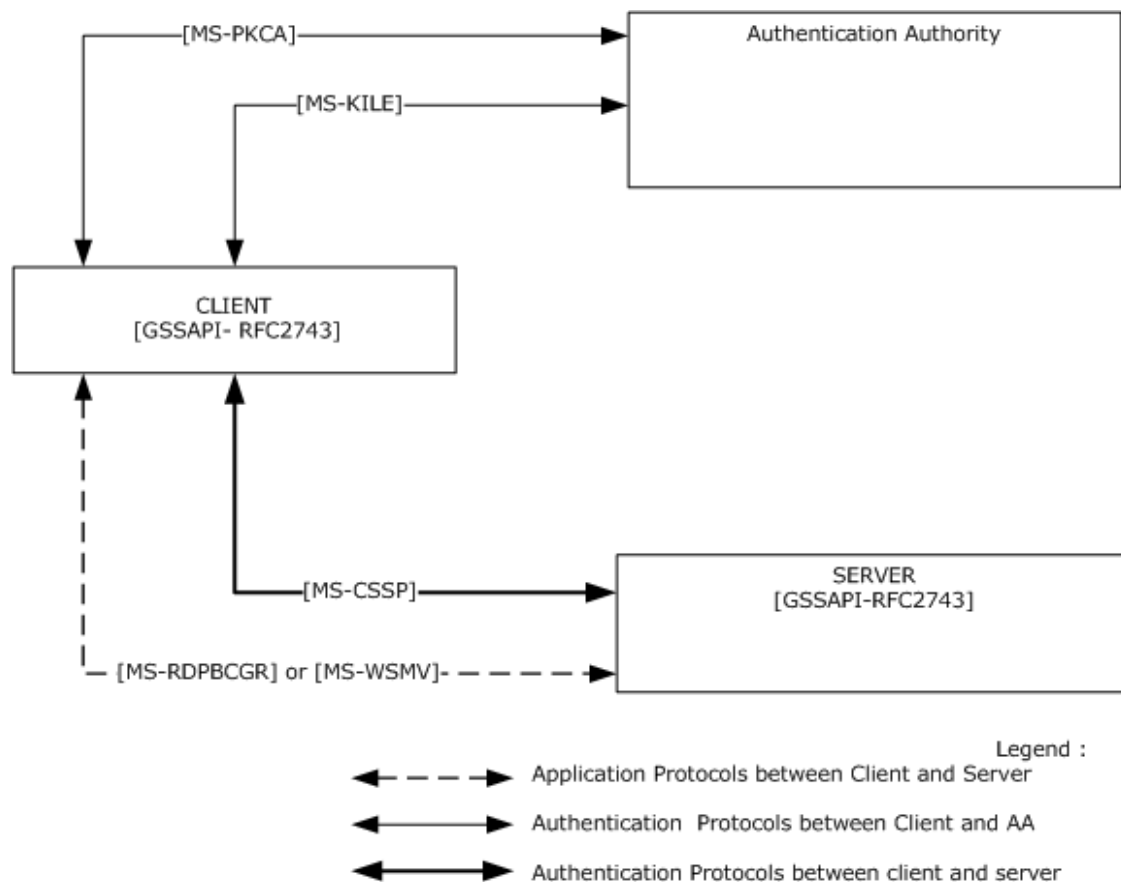 [MS-PKCA]
Authentication Authority
[MS-KILE]
CLIENT
[GSSAPI- RFC2743]
[MS-CSSP]
SERVER
[GSSAPI-RFC2743]
[MS-RDPBCGR] or [MS-WSMV]
Legend :
Application Protocols between Client and Server
Authentication Protocols between Client and AA
Authentication Protocols between client and server